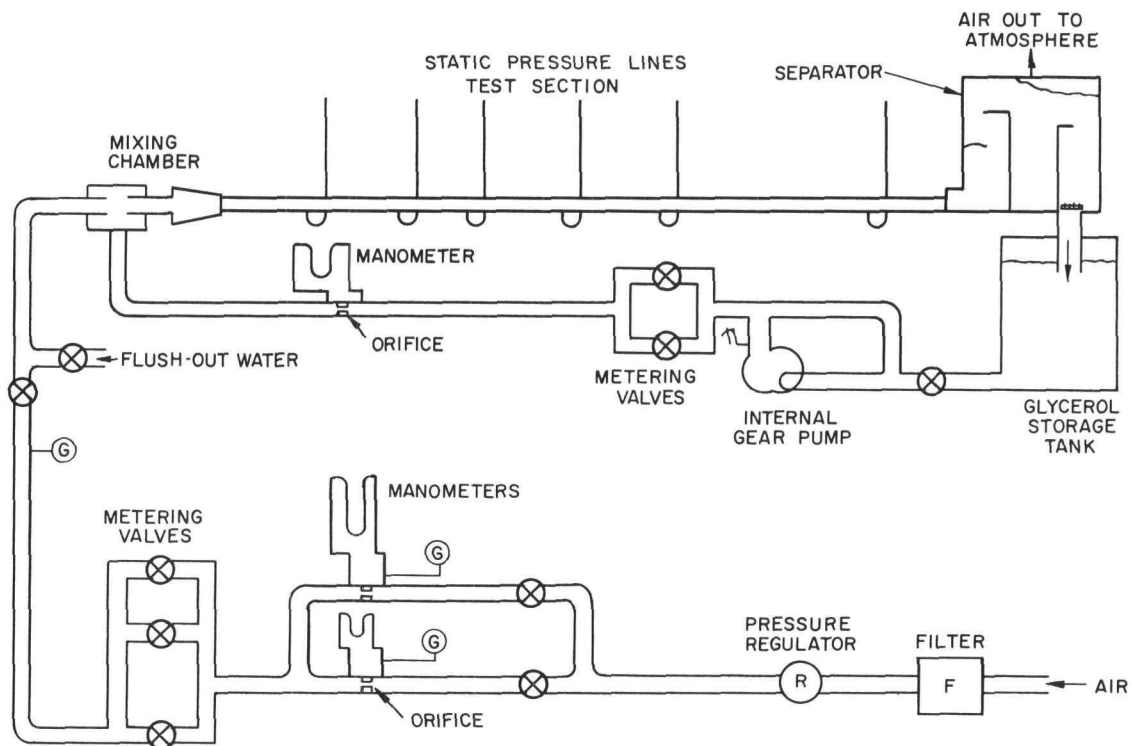 AIR OUT TO
ATMOSPHERE
STATIC PRESSURE LINES
TEST SECTION
SEPARATOR
MIXING
CHAMBER
MANOMETER
ORIFICE
FLUSH-OUT WATER
METERING
VALVES
INTERNAL
GEAR PUMP
GLYCEROL
STORAGE
TANK
G
MANOMETERS
METERING
VALVES
G
G
PRESSURE
REGULATOR
FILTER
R
F
AIR
ORIFICE